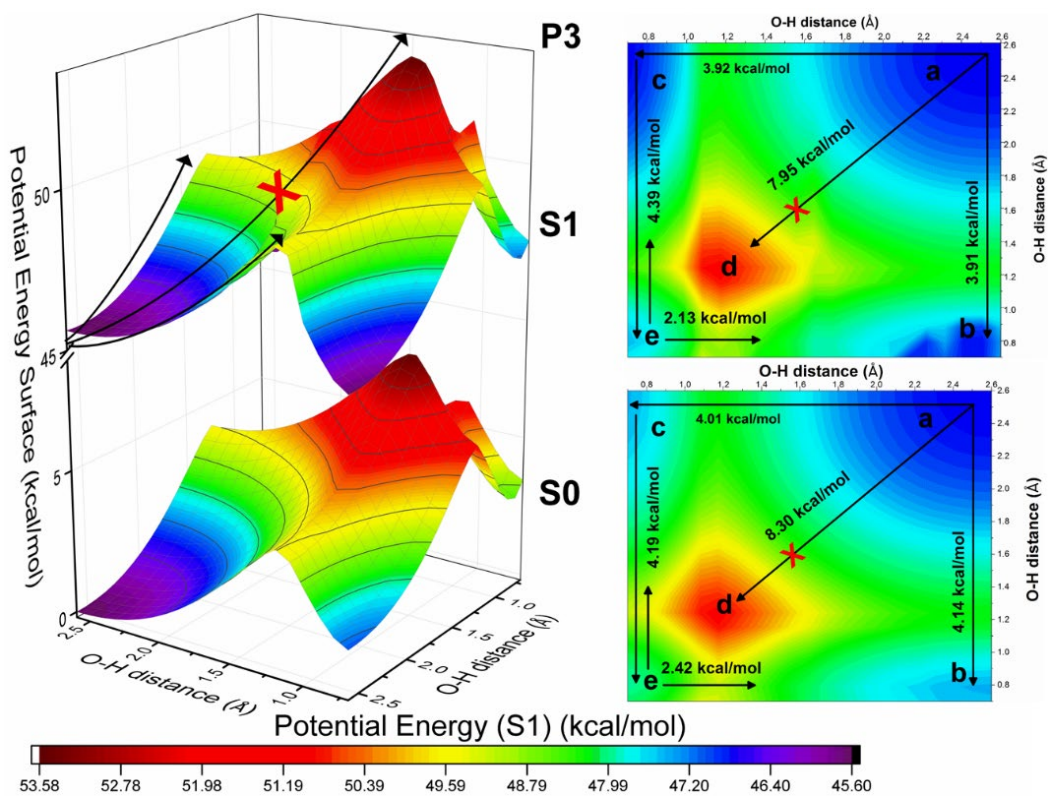 P3
S1
S0
Potential Energy Surface (kcal/mol)
50
45
5
0
2.5
2.0
1.5
1.0
O-H distance (Å)
1.0
1.5
2.0
2.5
O-H distance (Å)
O-H distance (Å)
0,8 1,0 1,2 1,4 1,6 1,8 2,0 2,2 2,4 2,6
3.92 kcal/mol
c
a
7.95 kcal/mol
4.39 kcal/mol
3.91 kcal/mol
d
e
2.13 kcal/mol
b
2.6
2.4
2.2
2.0
1.8
1.6
1.4
1.2
1.0
0.8
O-H distance (Å)
O-H distance (Å)
0,8 1,0 1,2 1,4 1,6 1,8 2,0 2,2 2,4 2,6
4.01 kcal/mol
c
a
8.30 kcal/mol
4.19 kcal/mol
4.14 kcal/mol
d
e
2.42 kcal/mol
b
2.6
2.4
2.2
2.0
1.8
1.6
1.4
1.2
1.0
0.8
O-H distance (Å)
Potential Energy (S1) (kcal/mol)
53.58 52.78 51.98 51.19 50.39 49.59 48.79 47.99 47.20 46.40 45.60